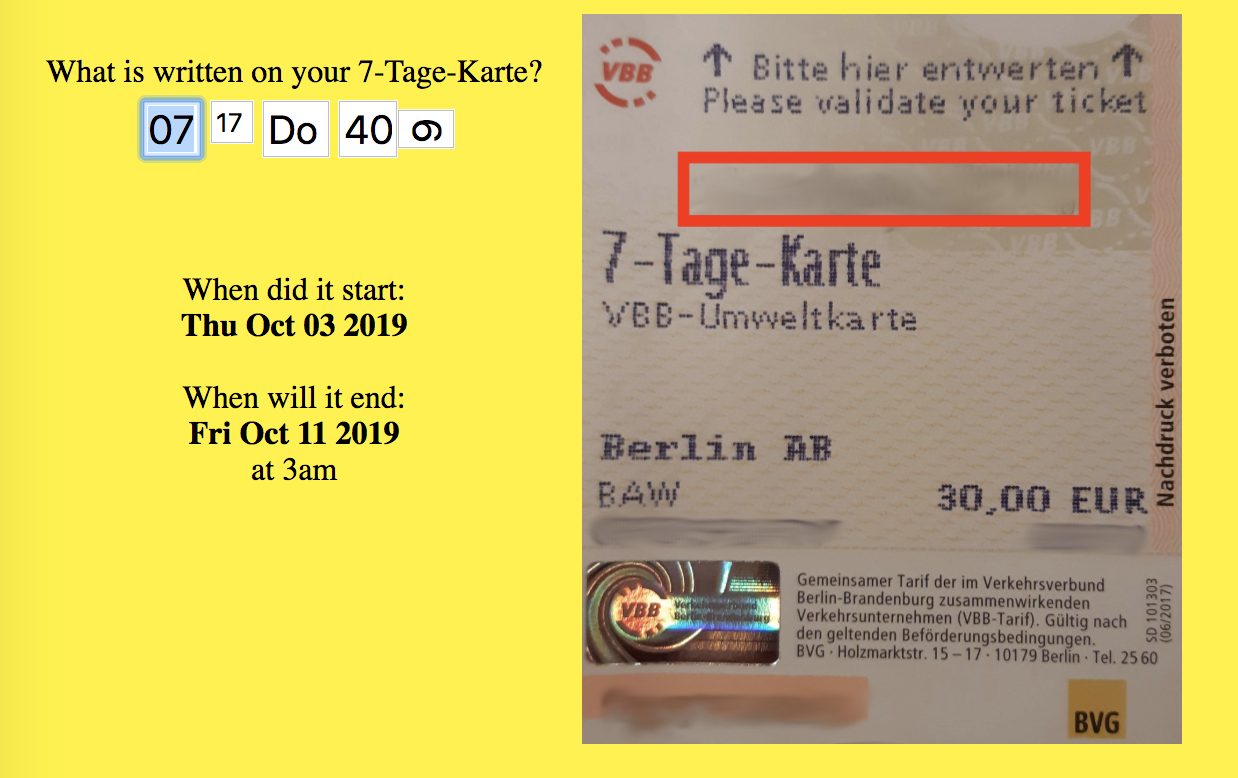 What is written on your 7-Tage-Karte?
07 17 Do 40 9
When did it start:
Thu Oct 03 2019
When will it end:
Fri Oct 11 2019
at 3am
VBB
↑ Bitte hier entwerten ↑
Please validate your ticket
7-Tage-Karte
VBB-Umweltkarte
Nachdruck verboten
Berlin AB
BAW
30,00 EUR
VBB
Gemeinsamer Tarif der im Verkehrsverbund
Berlin-Brandenburg zusammenwirkenden
Verkehrsunternehmen (VBB-Tarif). Gültig nach
den geltenden Beförderungsbedingungen.
BVG · Holzmarktstr. 15 – 17 · 10179 Berlin · Tel. 25 60
SD 101303
(06/2017)
BVG